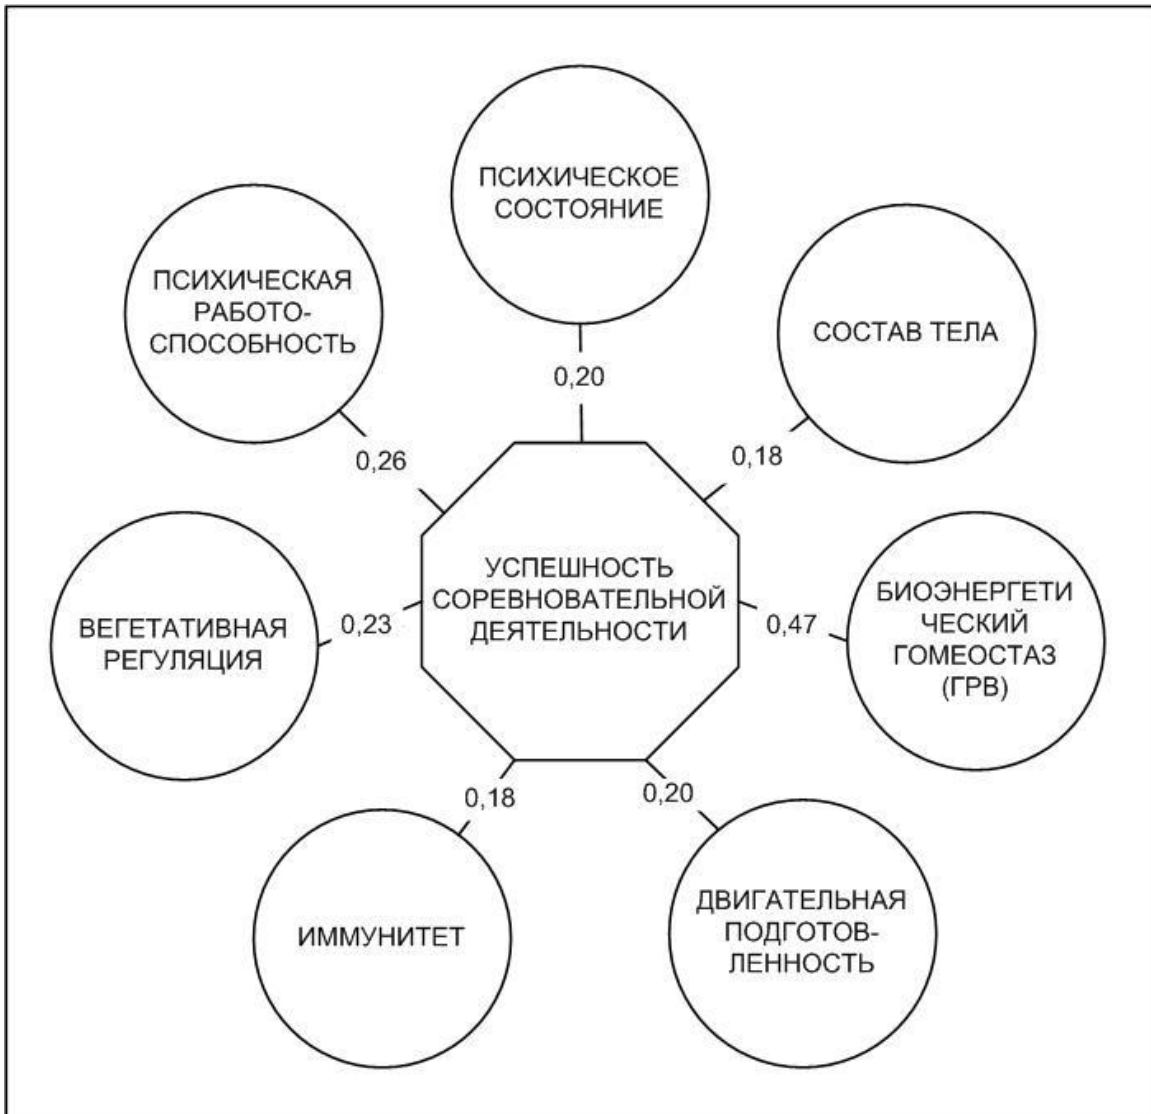 ПСИХИЧЕСКОЕ
СОСТОЯНИЕ
ПСИХИЧЕСКАЯ
РАБОТО-
СПОСОБНОСТЬ
СОСТАВ ТЕЛА
0,20
0,26
0,18
УСПЕШНОСТЬ
СОРЕВНОВАТЕЛЬНОЙ
ДЕЯТЕЛЬНОСТИ
ВЕГЕТАТИВНАЯ
РЕГУЛЯЦИЯ
0,23
0,47
БИОЭНЕРГЕТИ
ЧЕСКИЙ
ГОМЕОСТАЗ
(ГРВ)
0,18
0,20
ИММУНИТЕТ
ДВИГАТЕЛЬНАЯ
ПОДГОТОВ-
ЛЕННОСТЬ